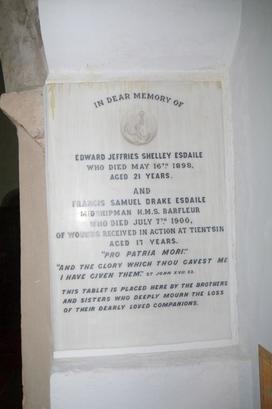 IN DEAR MEMORY OF
EDWARD JEFFRIES SHELLEY ESDAILE
WHO DIED MAY 16TH 1898,
AGED 21 YEARS.
AND
FRANCIS SAMUEL DRAKE ESDAILE
MIDSHIPMAN H.M.S. BARFLEUR
WHO DIED JULY 7TH 1900,
OF WOUNDS RECEIVED IN ACTION AT TIENTSIN
AGED 17 YEARS.
"PRO PATRIA MORI."
"AND THE GLORY WHICH THOU GAVEST ME
I HAVE GIVEN THEM." ST JOHN XVII. 22.
THIS TABLET IS PLACED HERE BY THE BROTHERS
AND SISTERS WHO DEEPLY MOURN THE LOSS
OF THEIR DEARLY LOVED COMPANIONS.